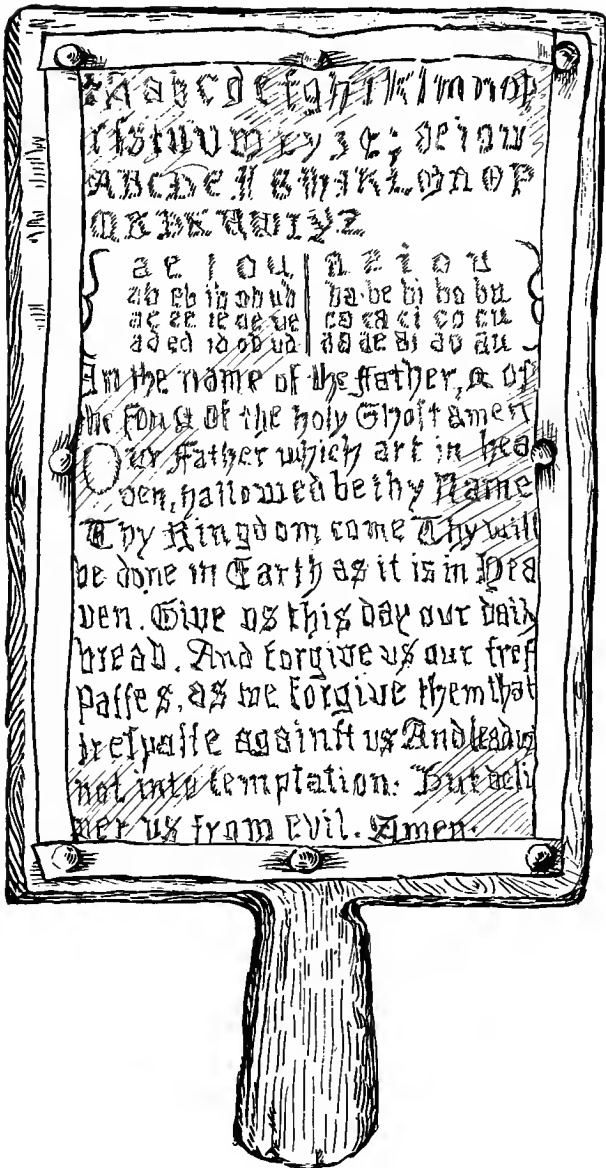 a b c d e f g h i k l m n o p
r ſ s t u v w x y z & ; a e i o u
A B C D E F G H I K L M N O P
Q R S T U W X Y Z
a e i o u | a e i o u
ab eb ib ob ub | ba be bi bo bu
ac ec ic oc uc | ca ce ci co cu
ad ed id od ud | da de di do du
In the name of the Father, & of
the Son & of the holy Ghoſt amen
Our Father which art in hea
ven, hallowed be thy Name
Thy Kingdom come Thy will
be done in Earth as it is in Hea
ven. Give us this day our daily
bread. And forgive us our treſ
paſſes, as we forgive them that
treſpaſſe againſt us And lead us
not into temptation: But deli
ver us from Evil. Amen.